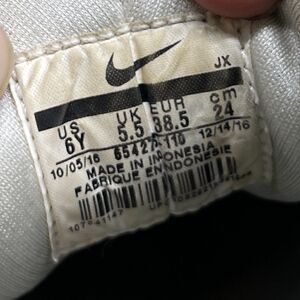 JX
US UK EUR cm
6Y 5.5 38.5 24
10/05/16 12/14/16
MADE IN INDONESIA
FABRIQUE EN INDONESIE